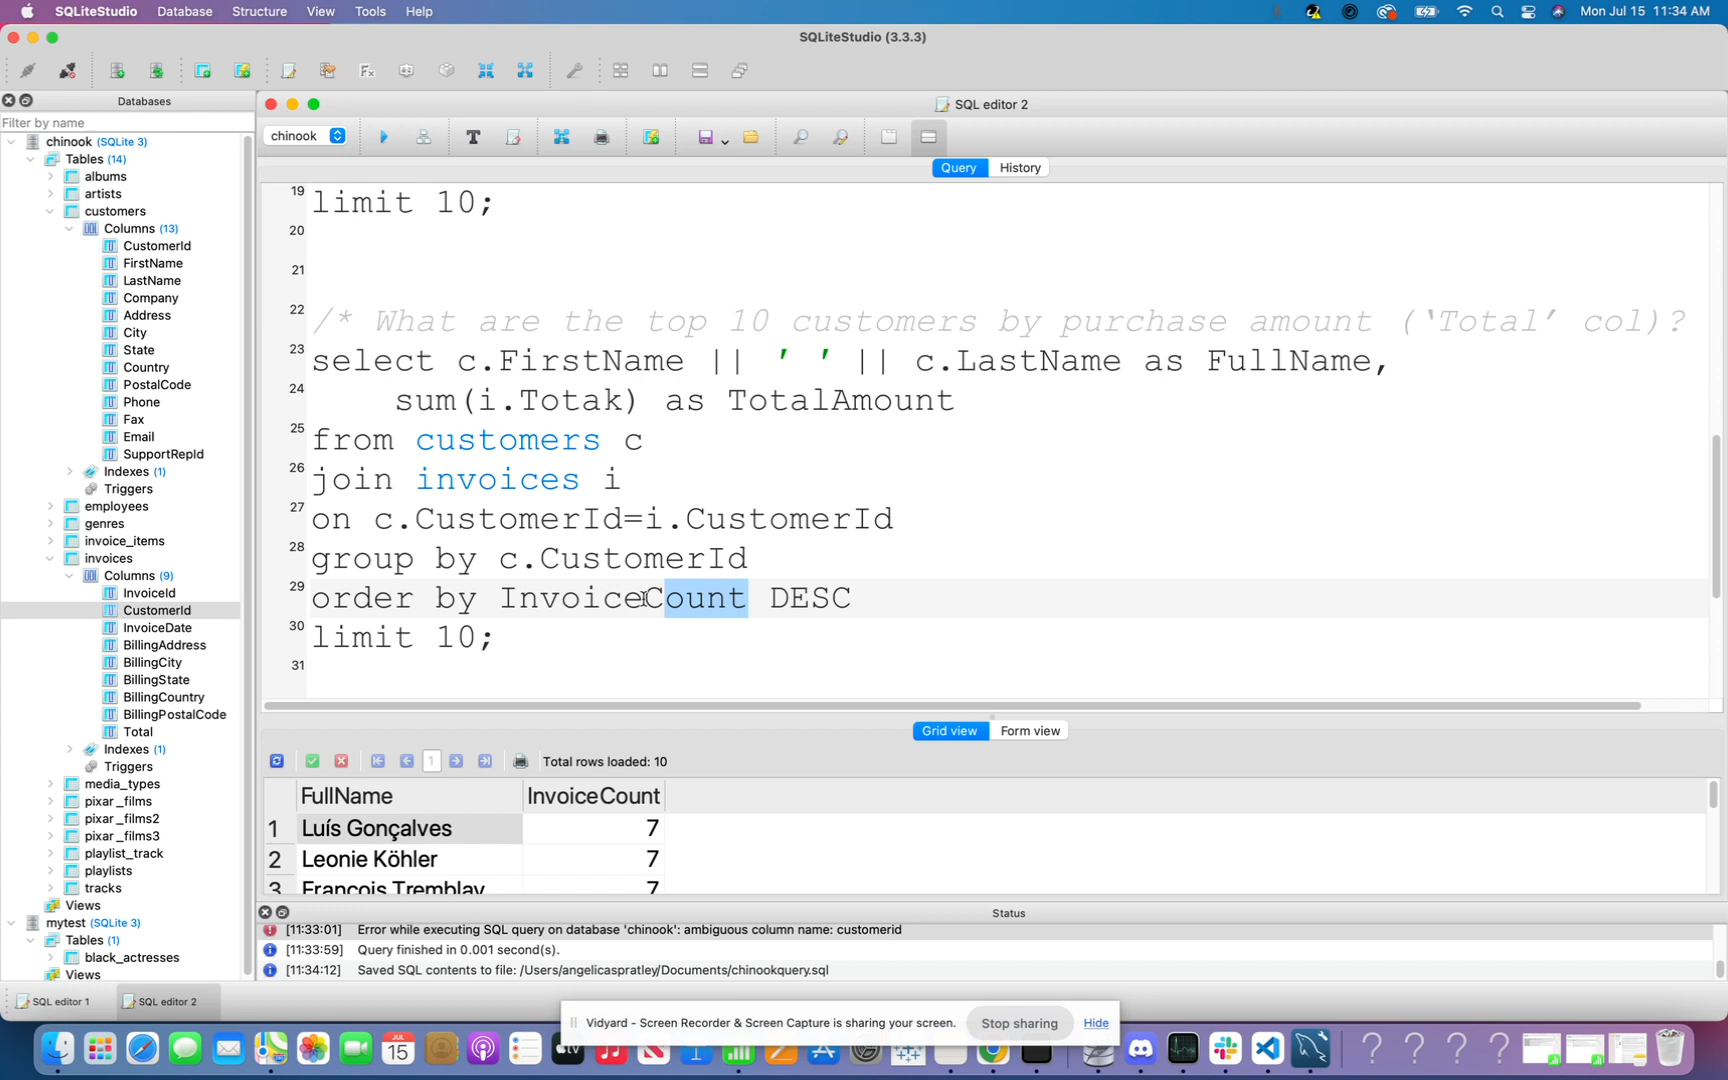 SQLiteStudio Database Structure View Tools Help Mon Jul 15 11:34 AM
SQLiteStudio (3.3.3)
Databases
SQL editor 2
Filter by name
chinook
Query History
chinook (SQLite 3)
Tables (14)
albums
artists
customers
Columns (13)
CustomerId
FirstName
LastName
Company
Address
City
State
Country
PostalCode
Phone
Fax
Email
SupportRepId
Indexes (1)
Triggers
employees
genres
invoice_items
invoices
Columns (9)
InvoiceId
CustomerId
InvoiceDate
BillingAddress
BillingCity
BillingState
BillingCountry
BillingPostalCode
Total
Indexes (1)
Triggers
media_types
pixar_films
pixar_films2
pixar_films3
playlist_track
playlists
tracks
Views
mytest (SQLite 3)
Tables (1)
black_actresses
Views
19 limit 10;
20
21
22 /* What are the top 10 customers by purchase amount (‘Total’ col)?
23 select c.FirstName || ' ' || c.LastName as FullName,
24 sum(i.Totak) as TotalAmount
25 from customers c
26 join invoices i
27 on c.CustomerId=i.CustomerId
28 group by c.CustomerId
29 order by InvoiceCount DESC
30 limit 10;
31
Grid view Form view
1 Total rows loaded: 10
FullName InvoiceCount
1 Luís Gonçalves 7
2 Leonie Köhler 7
3 François Tremblay 7
Status
[11:33:01] Error while executing SQL query on database 'chinook': ambiguous column name: customerid
[11:33:59] Query finished in 0.001 second(s).
[11:34:12] Saved SQL contents to file: /Users/angelicaspratley/Documents/chinookquery.sql
SQL editor 1 SQL editor 2
Vidyard - Screen Recorder & Screen Capture is sharing your screen. Stop sharing Hide
JUL
15
tv